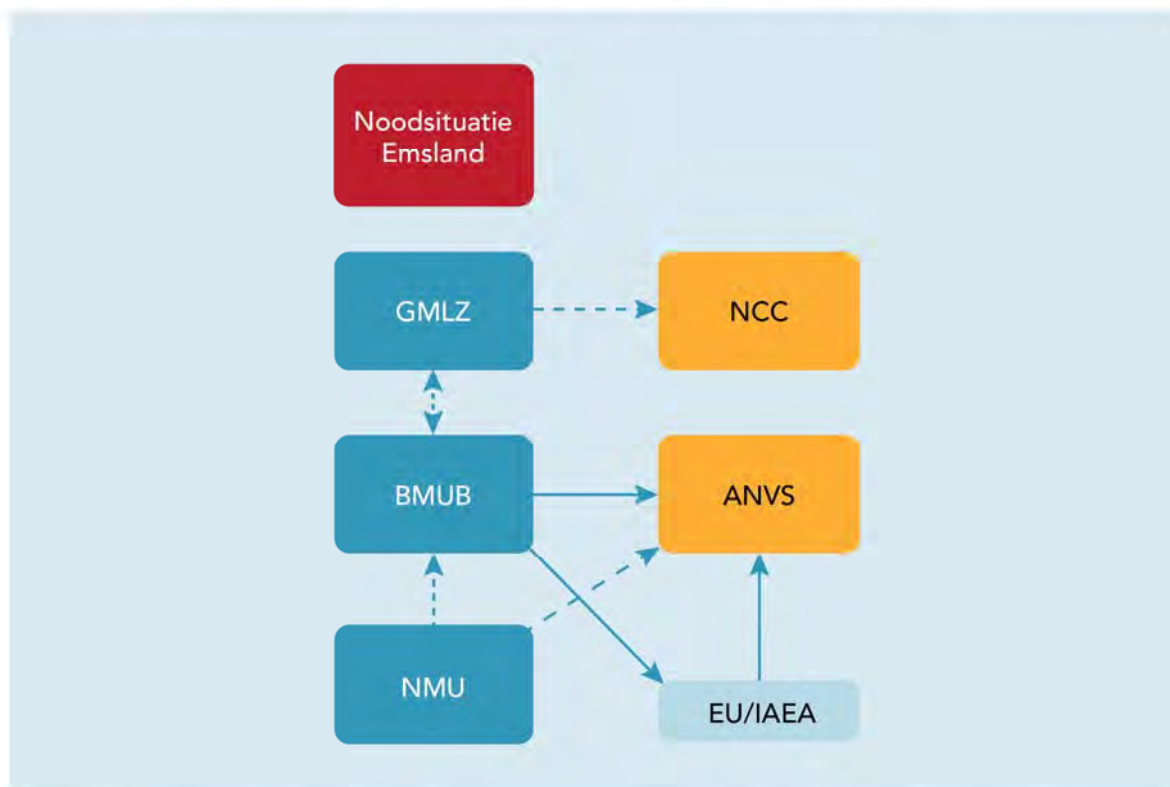 Noodsituatie
Emsland
GMLZ
NCC
BMUB
ANVS
NMU
EU/IAEA